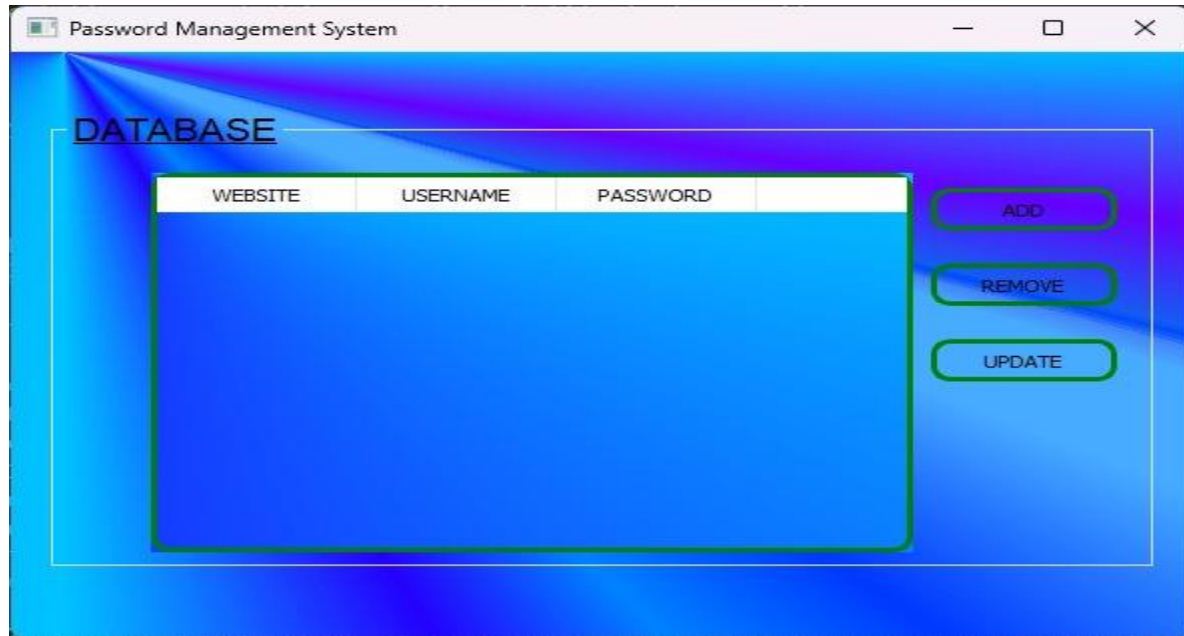 Password Management System
DATABASE
WEBSITE USERNAME PASSWORD
ADD
REMOVE
UPDATE